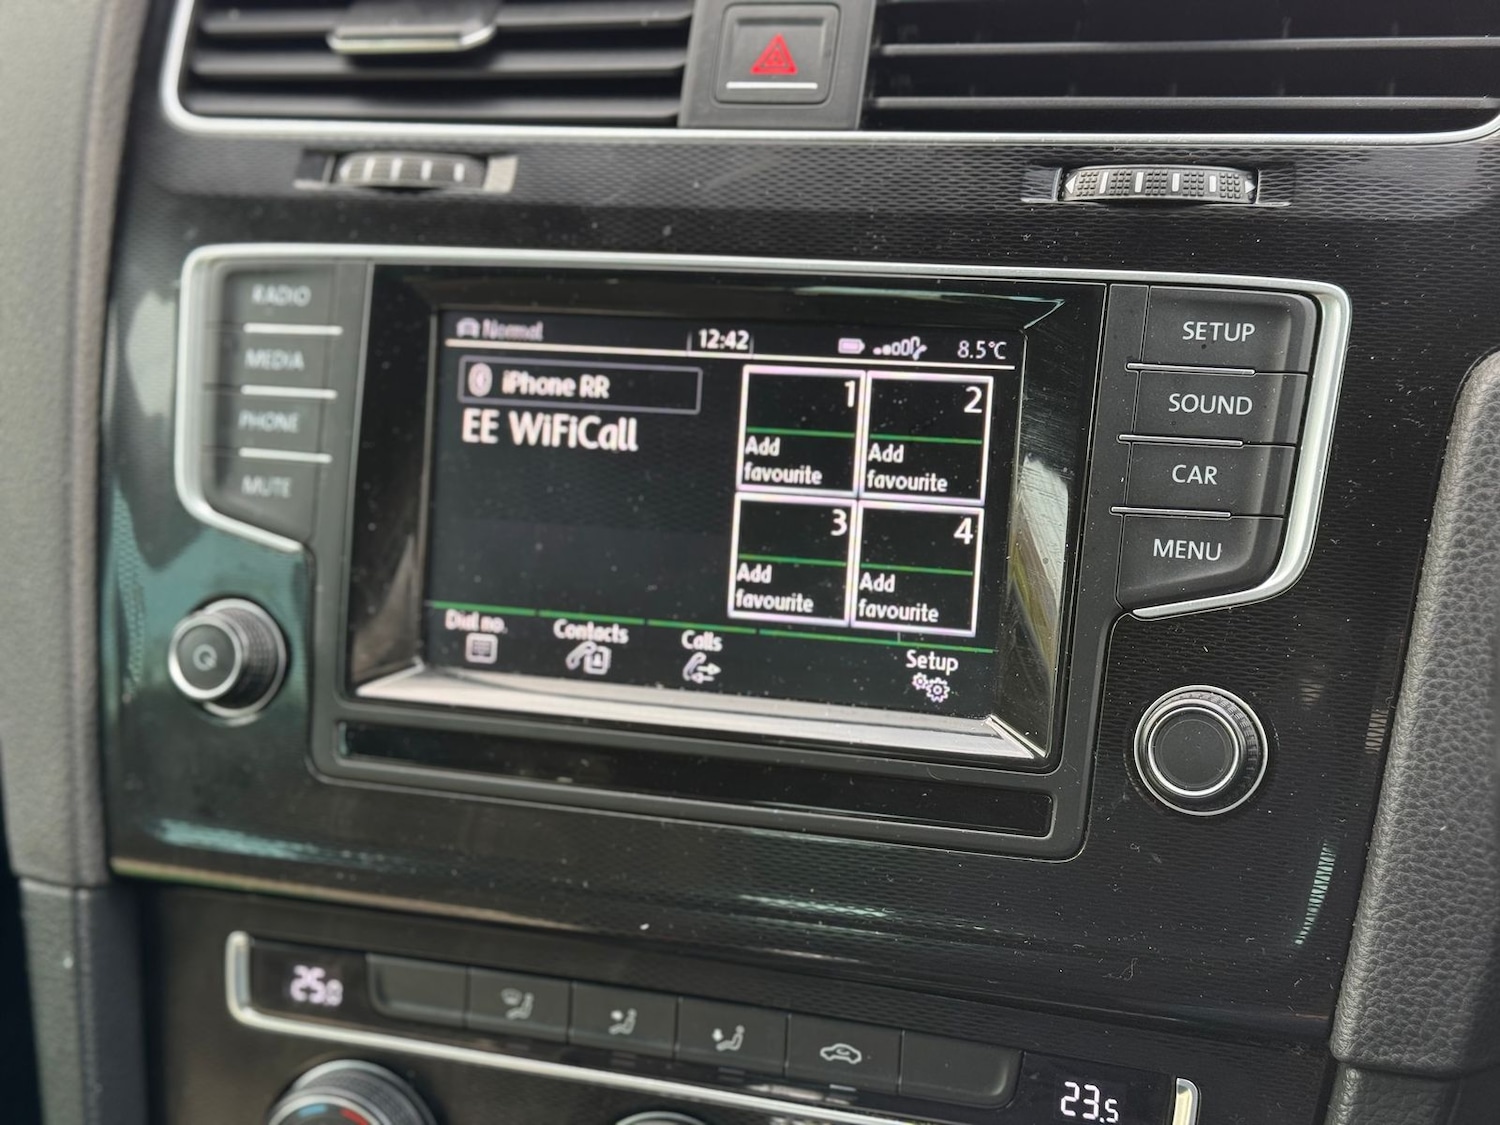 RADIO
MEDIA
PHONE
MUTE
Normal
12:42
8.5°C
iPhone RR
EE WiFiCall
1
Add
favourite
2
Add
favourite
3
Add
favourite
4
Add
favourite
Dial no.
Contacts
Calls
Setup
SETUP
SOUND
CAR
MENU
25.0
23.5